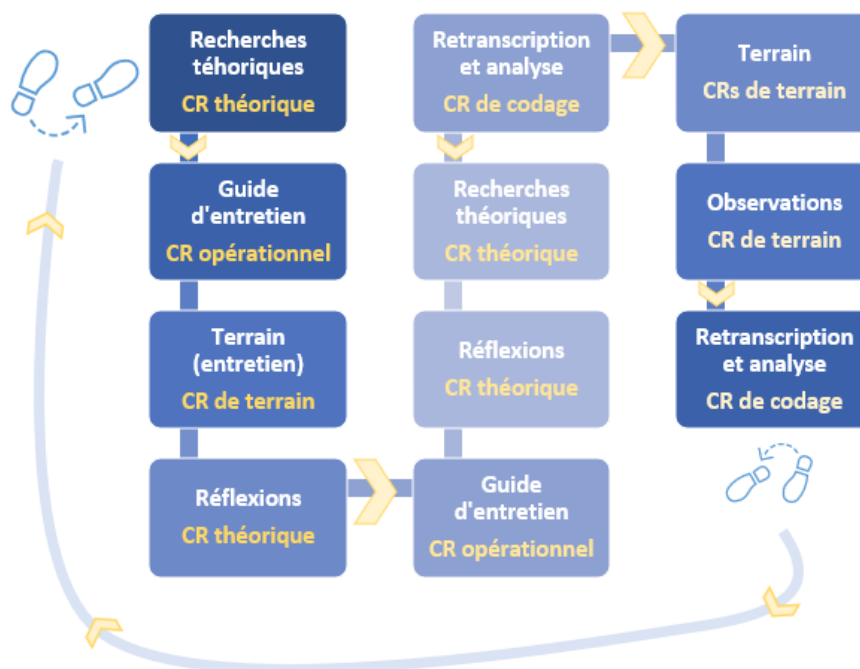 Recherches
téhoriques
CR théorique
Guide
d'entretien
CR opérationnel
Terrain
(entretien)
CR de terrain
Réflexions
CR théorique
Guide
d'entretien
CR opérationnel
Réflexions
CR théorique
Recherches
théoriques
CR théorique
Retranscription
et analyse
CR de codage
Terrain
CRs de terrain
Observations
CR de terrain
Retranscription
et analyse
CR de codage